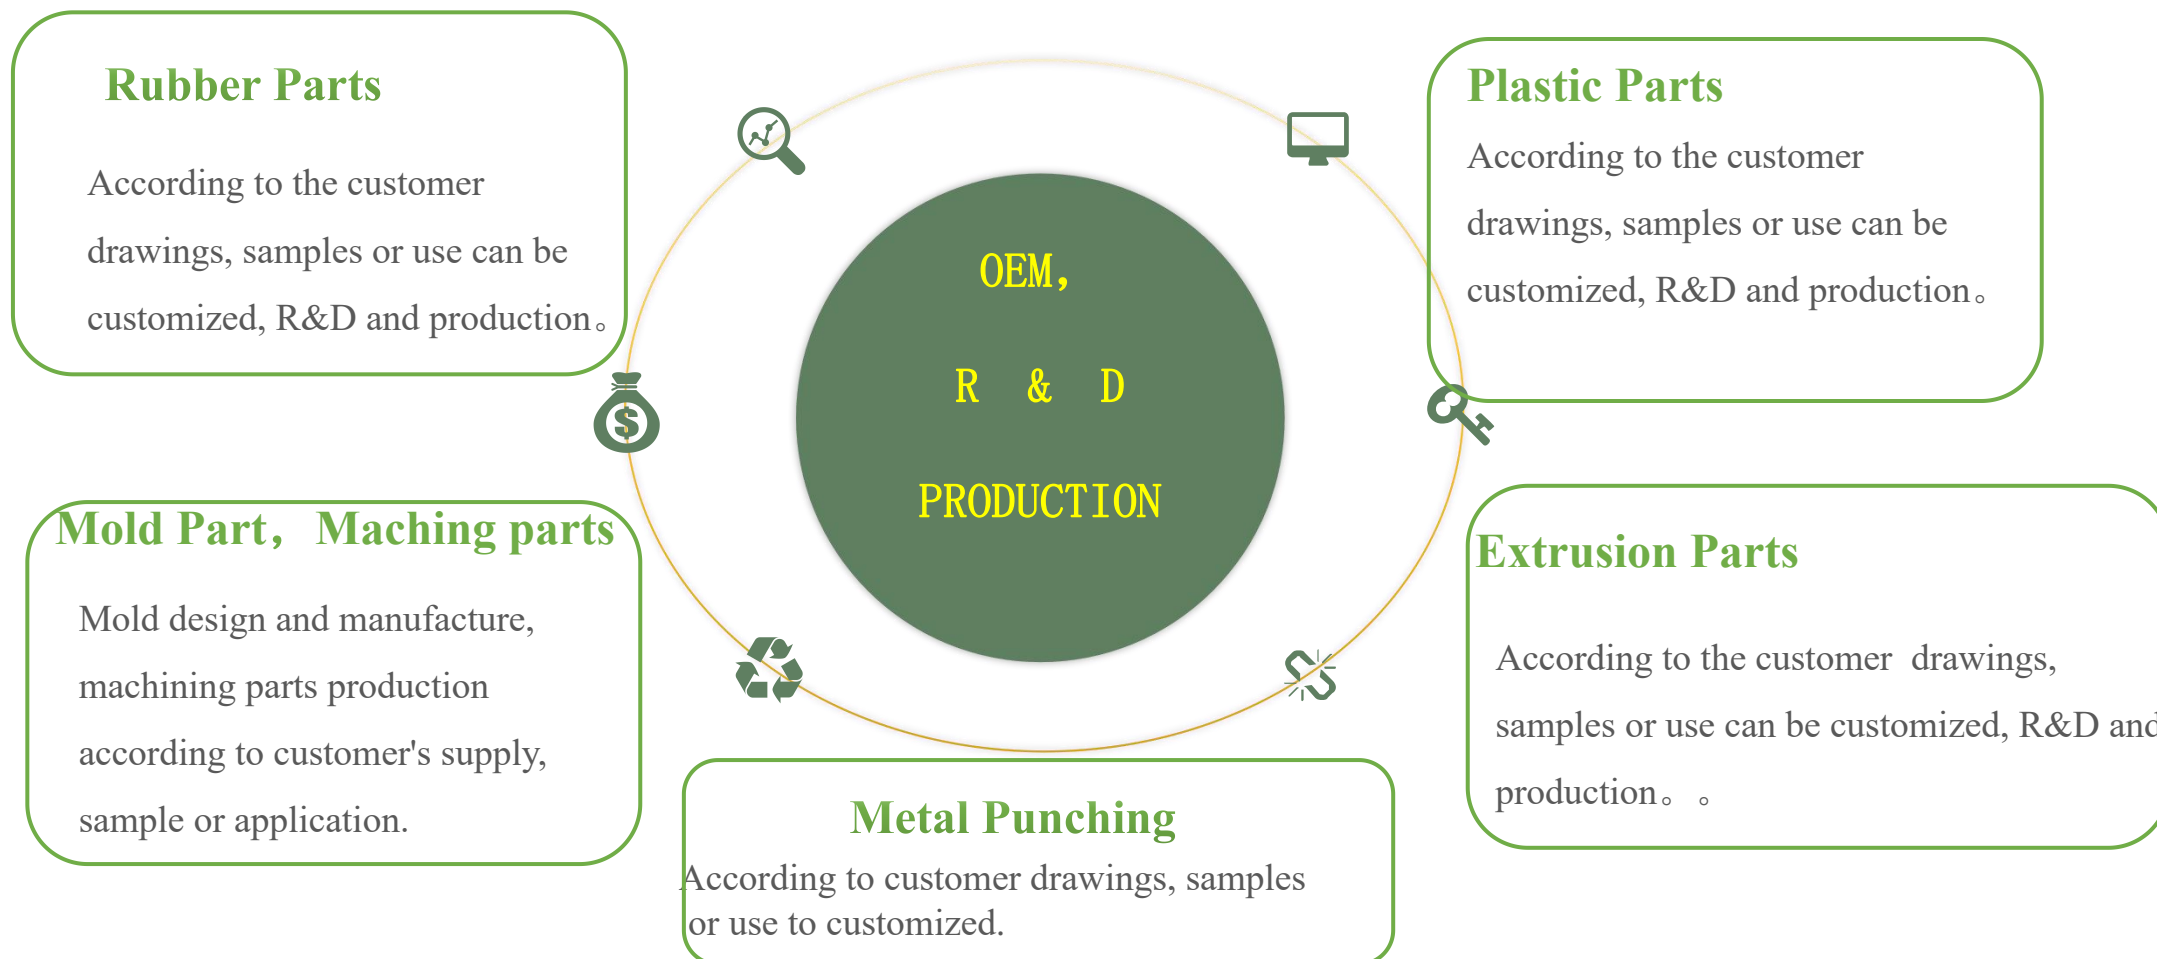 Rubber Parts
According to the customer
drawings, samples or use can be
customized, R&D and production。
OEM,
R & D
PRODUCTION
Plastic Parts
According to the customer
drawings, samples or use can be
customized, R&D and production。
Mold Part，Maching parts
Mold design and manufacture,
machining parts production
according to customer's supply,
sample or application.
Metal Punching
According to customer drawings, samples
or use to customized.
Extrusion Parts
According to the customer drawings,
samples or use can be customized, R&D and
production。。